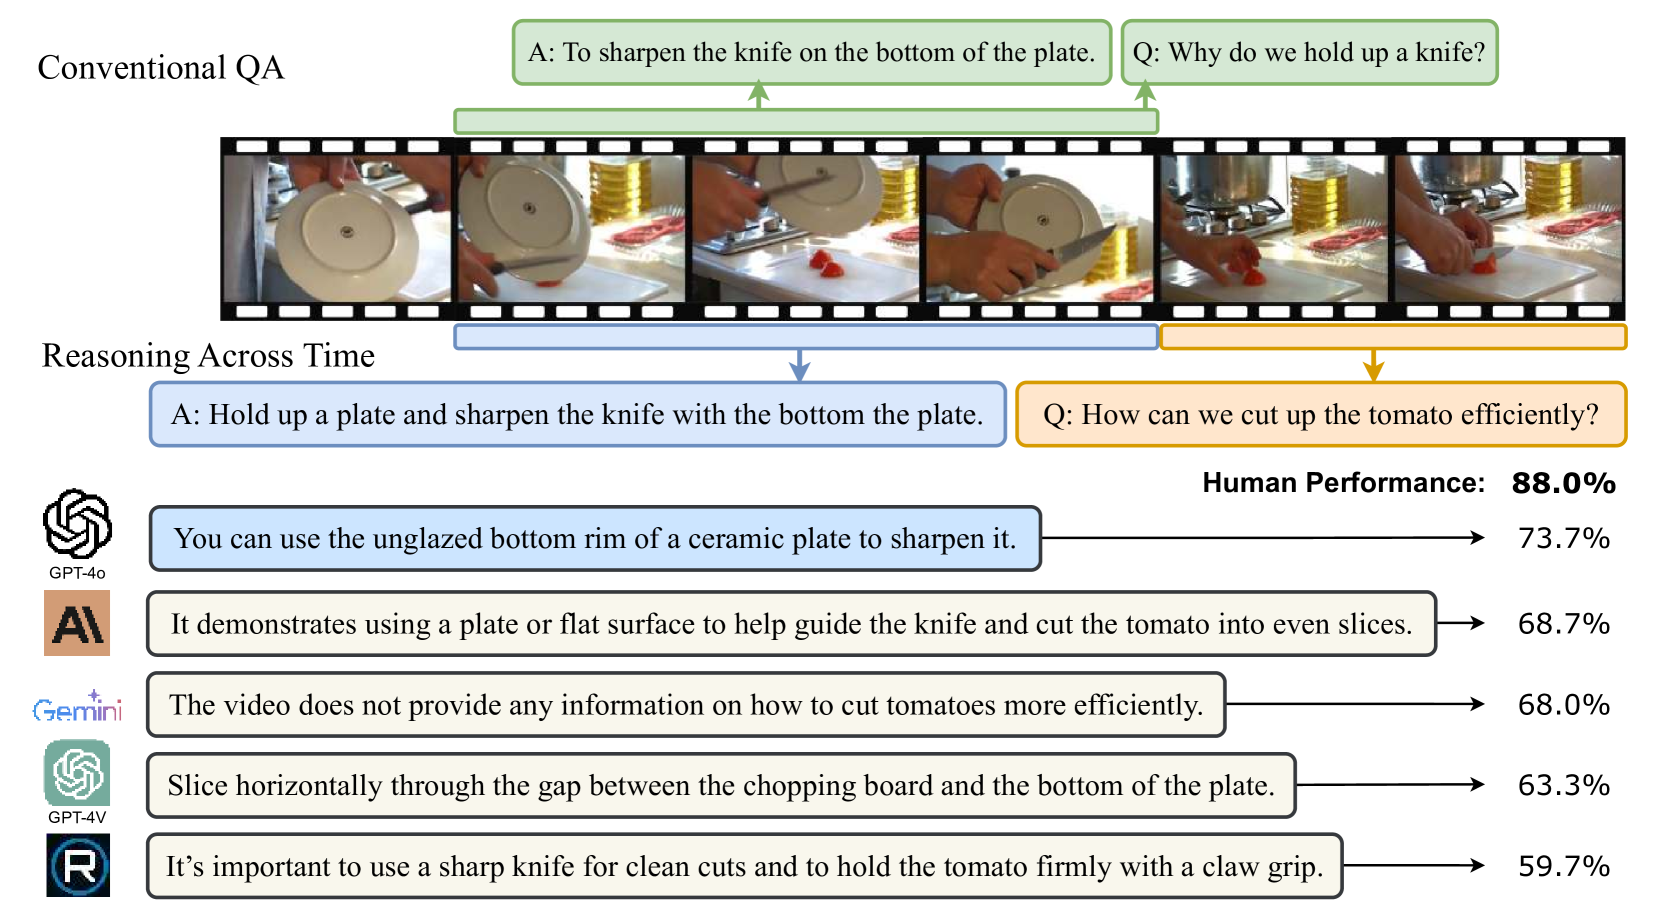 Conventional QA
A: To sharpen the knife on the bottom of the plate.
Q: Why do we hold up a knife?
Reasoning Across Time
A: Hold up a plate and sharpen the knife with the bottom the plate.
Q: How can we cut up the tomato efficiently?
Human Performance: 88.0%
GPT-4o
You can use the unglazed bottom rim of a ceramic plate to sharpen it.
73.7%
A\
It demonstrates using a plate or flat surface to help guide the knife and cut the tomato into even slices.
68.7%
Gemini
The video does not provide any information on how to cut tomatoes more efficiently.
68.0%
GPT-4V
Slice horizontally through the gap between the chopping board and the bottom of the plate.
63.3%
R
It's important to use a sharp knife for clean cuts and to hold the tomato firmly with a claw grip.
59.7%